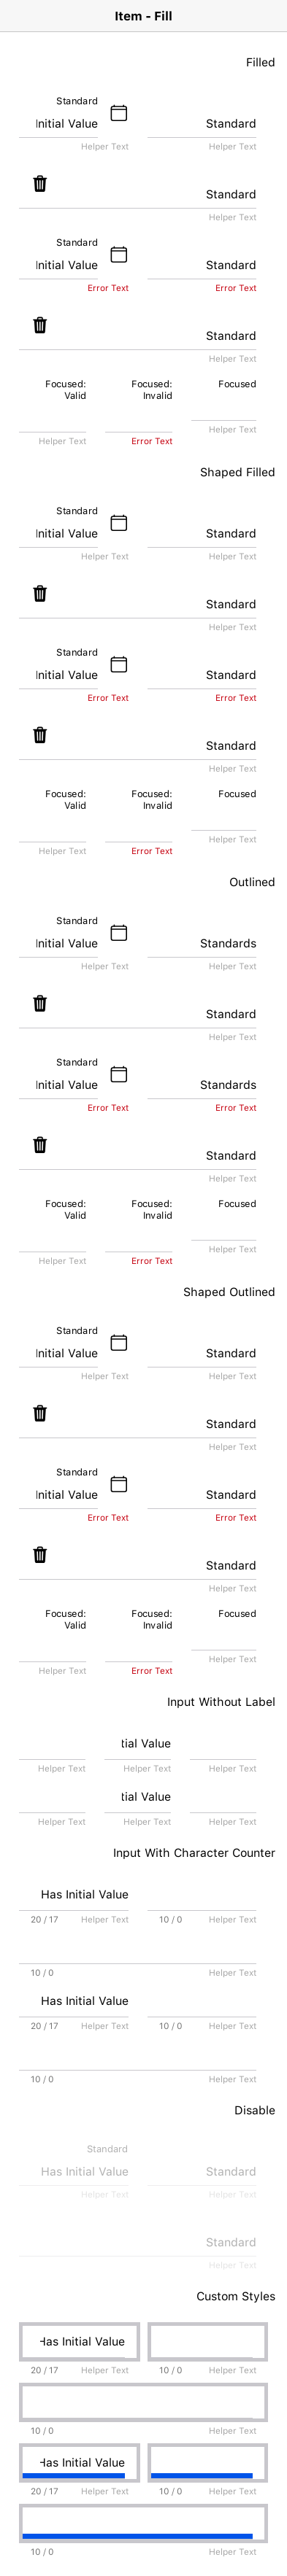 Item - Fill
Filled
Standard
Initial Value
Standard
Helper Text
Helper Text
Standard
Helper Text
Standard
Initial Value
Standard
Error Text
Error Text
Standard
Helper Text
Focused:
Valid
Focused:
Invalid
Focused
Helper Text
Error Text
Helper Text
Shaped Filled
Standard
Initial Value
Standard
Helper Text
Helper Text
Standard
Helper Text
Standard
Initial Value
Standard
Error Text
Error Text
Standard
Helper Text
Focused:
Valid
Focused:
Invalid
Focused
Helper Text
Error Text
Helper Text
Outlined
Standard
Initial Value
Standards
Helper Text
Helper Text
Standard
Helper Text
Standard
Initial Value
Standards
Error Text
Error Text
Standard
Helper Text
Focused:
Valid
Focused:
Invalid
Focused
Helper Text
Error Text
Helper Text
Shaped Outlined
Standard
Initial Value
Standard
Helper Text
Helper Text
Standard
Helper Text
Standard
Initial Value
Standard
Error Text
Error Text
Standard
Helper Text
Focused:
Valid
Focused:
Invalid
Focused
Helper Text
Error Text
Helper Text
Input Without Label
tial Value
Helper Text
Helper Text
Helper Text
tial Value
Helper Text
Helper Text
Helper Text
Input With Character Counter
Has Initial Value
20 / 17
Helper Text
10 / 0
Helper Text
10 / 0
Helper Text
Has Initial Value
20 / 17
Helper Text
10 / 0
Helper Text
10 / 0
Helper Text
Disable
Standard
Has Initial Value
Standard
Helper Text
Helper Text
Standard
Helper Text
Custom Styles
Has Initial Value
20 / 17
Helper Text
10 / 0
Helper Text
10 / 0
Helper Text
Has Initial Value
20 / 17
Helper Text
10 / 0
Helper Text
10 / 0
Helper Text